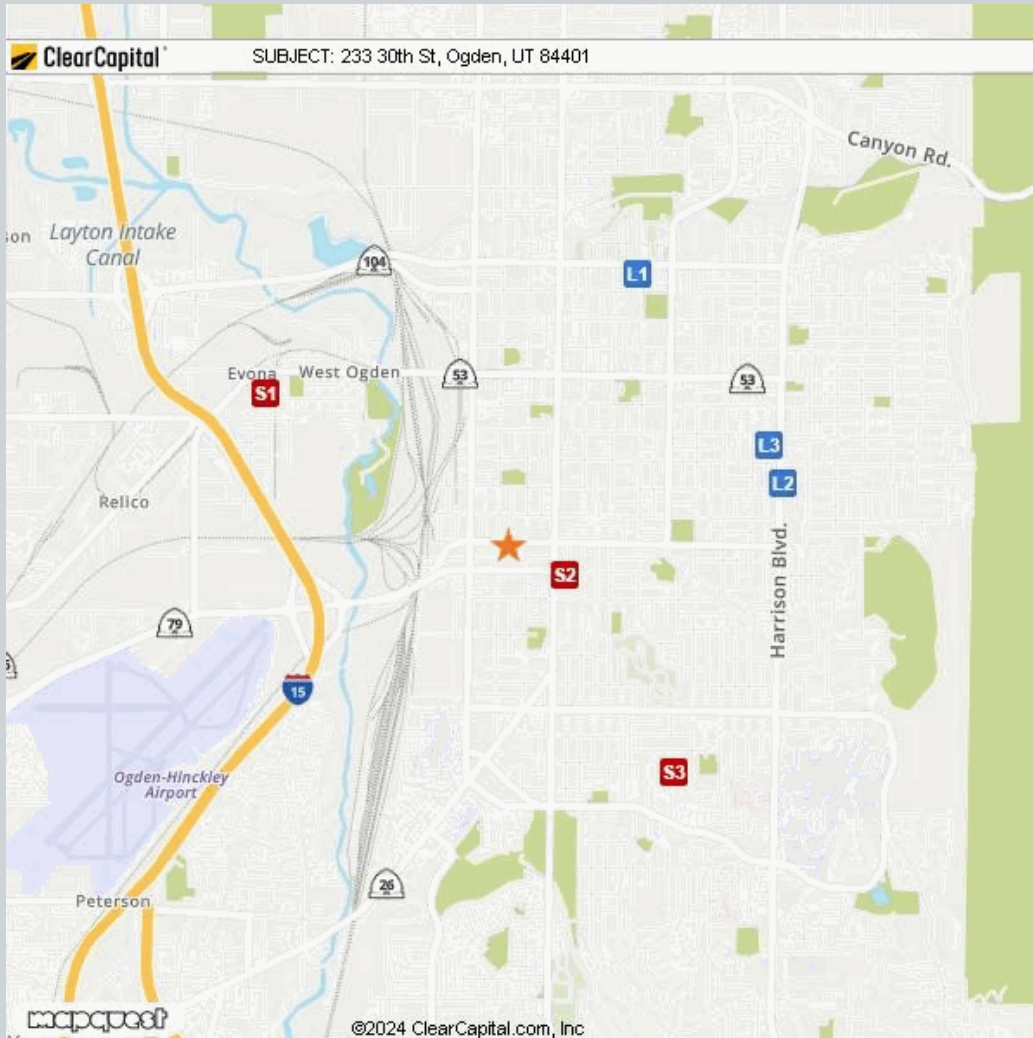 ClearCapital
SUBJECT: 233 30th St, Ogden, UT 84401
Canyon Rd.
Layton Intake
Canal
son
104
L1
Evona
West Ogden
53
53
S1
L3
L2
Relico
Harrison Blvd.
S2
79
15
Ogden-Hinckley
Airport
S3
26
Peterson
mapquest
©2024 ClearCapital.com, Inc